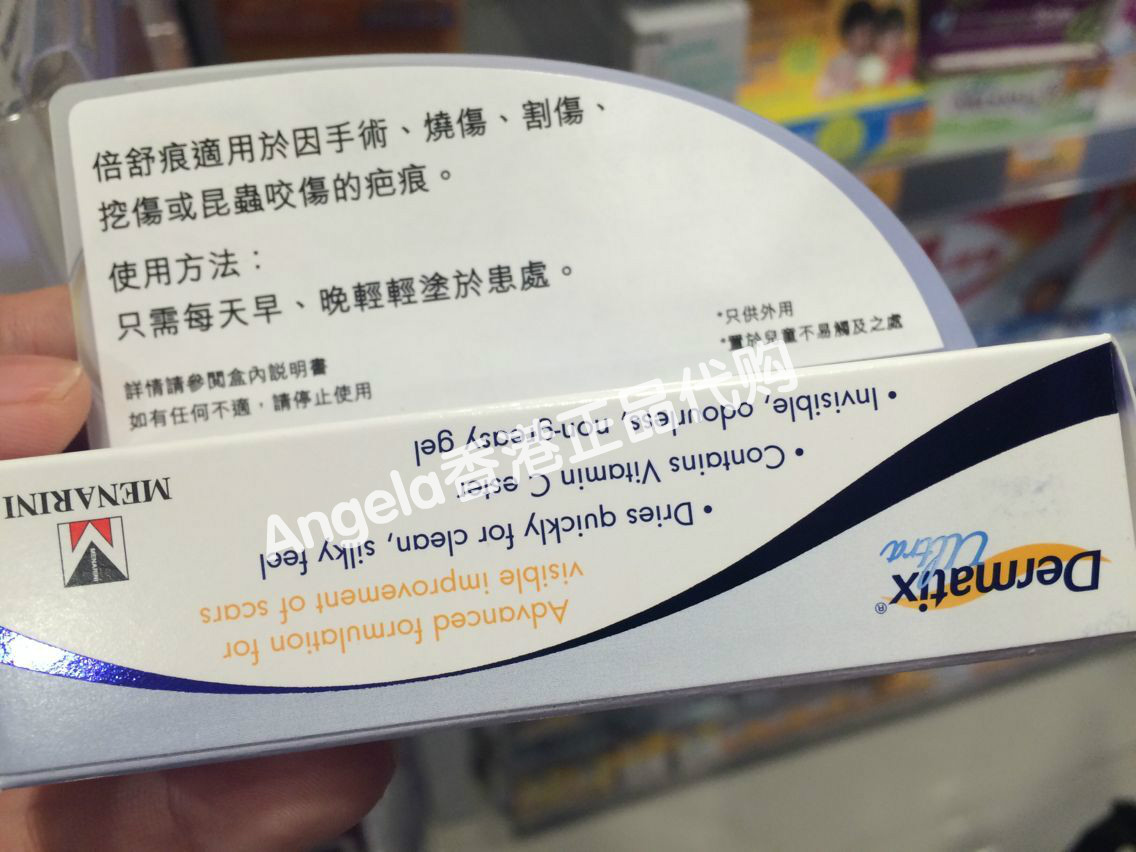 倍舒痕適用於因手術、燒傷、割傷、
挖傷或昆蟲咬傷的疤痕。
使用方法：
只需每天早、晚輕輕塗於患處。
詳情請參閱盒內説明書
如有任何不適，請停止使用
*只供外用
*置於兒童不易觸及之處
Angela香港正品代购
Dermatix®
Ultra
Advanced formulation for
visible improvement of scars
• Dries quickly for clean, silky feel
• Contains Vitamin C ester
• Invisible, odourless, non-greasy gel
MENARINI
MENARINI